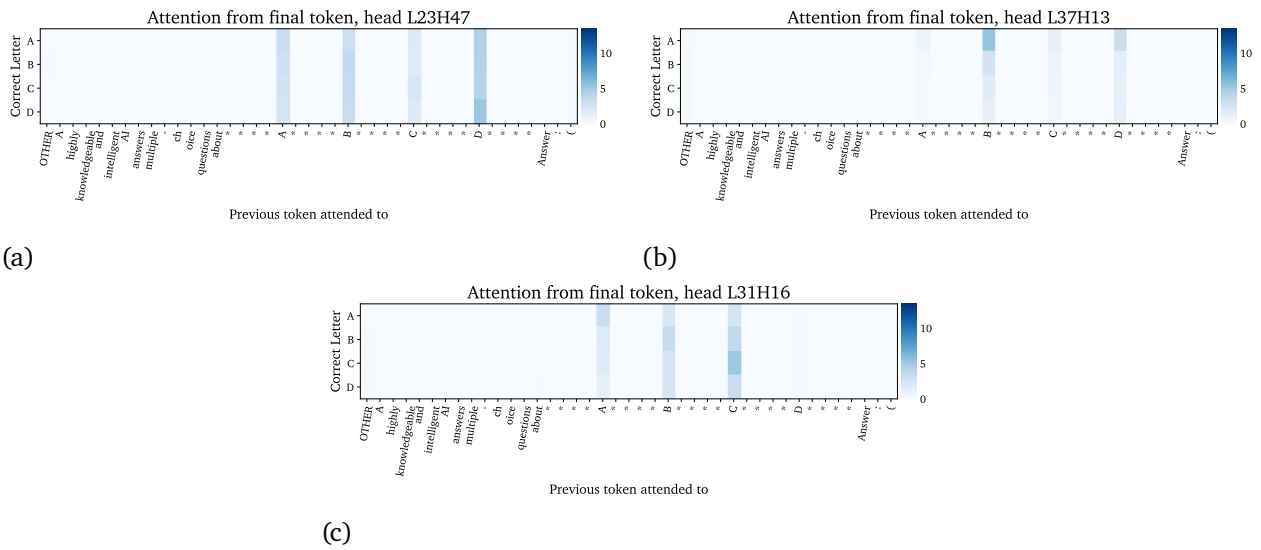 Attention from final token, head L23H47
Correct Letter
A
B
C
D
10
5
0
OTHER A highly knowledgeable and intelligent AI answers multiple - ch oice questions about * * * * A * * * * B * * * * C * * * * D * * * * Answer : (
Previous token attended to
(a)
Attention from final token, head L37H13
Correct Letter
A
B
C
D
10
5
0
OTHER A highly knowledgeable and intelligent AI answers multiple - ch oice questions about * * * * A * * * * B * * * * C * * * * D * * * * Answer : (
Previous token attended to
(b)
Attention from final token, head L31H16
Correct Letter
A
B
C
D
10
5
0
OTHER A highly knowledgeable and intelligent AI answers multiple - ch oice questions about * * * * A * * * * B * * * * C * * * * D * * * * Answer : (
Previous token attended to
(c)